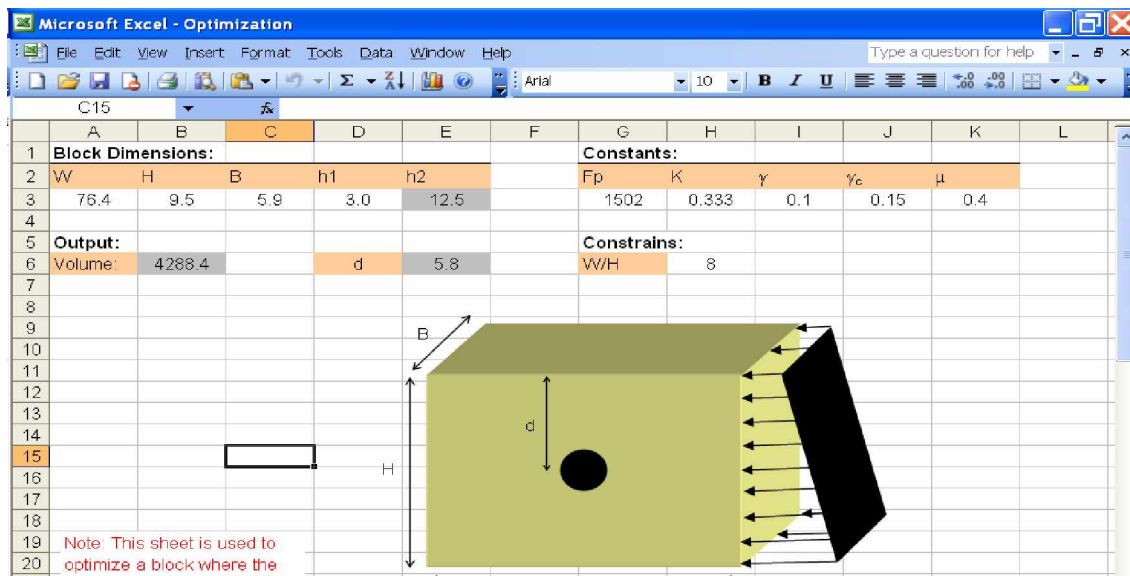 Microsoft Excel - Optimization
File Edit View Insert Format Tools Data Window Help Type a question for help
Arial 10 B I U
C15 fx
A B C D E F G H I J K L
1 Block Dimensions: Constants:
2 W H B h1 h2 Fp K γ γc μ
3 76.4 9.5 5.9 3.0 12.5 1502 0.333 0.1 0.15 0.4
4
5 Output: Constrains:
6 Volume: 4288.4 d 5.8 W/H 8
7
8
9 B
10
11
12
13
14 d
15
16 H
17
18
19 Note: This sheet is used to
20 optimize a block where the